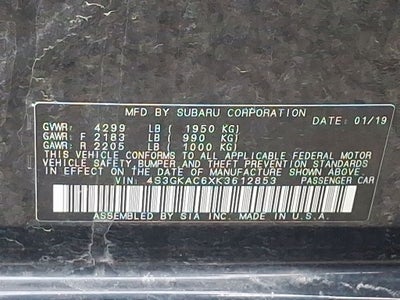 MFD BY SUBARU CORPORATION
DATE: 01/19
GVWR: 4299 LB ( 1950 KG)
GAWR: F 2183 LB ( 990 KG)
GAWR: R 2205 LB ( 1000 KG)
THIS VEHICLE CONFORMS TO ALL APPLICABLE FEDERAL MOTOR
VEHICLE SAFETY, BUMPER, AND THEFT PREVENTION STANDARDS
IN EFFECT ON THE DATE OF MANUFACTURE SHOWN ABOVE.
VIN: 4S3GKAC6XK3612853 PASSENGER CAR
ASSEMBLED BY SIA INC. MADE IN U.S.A.